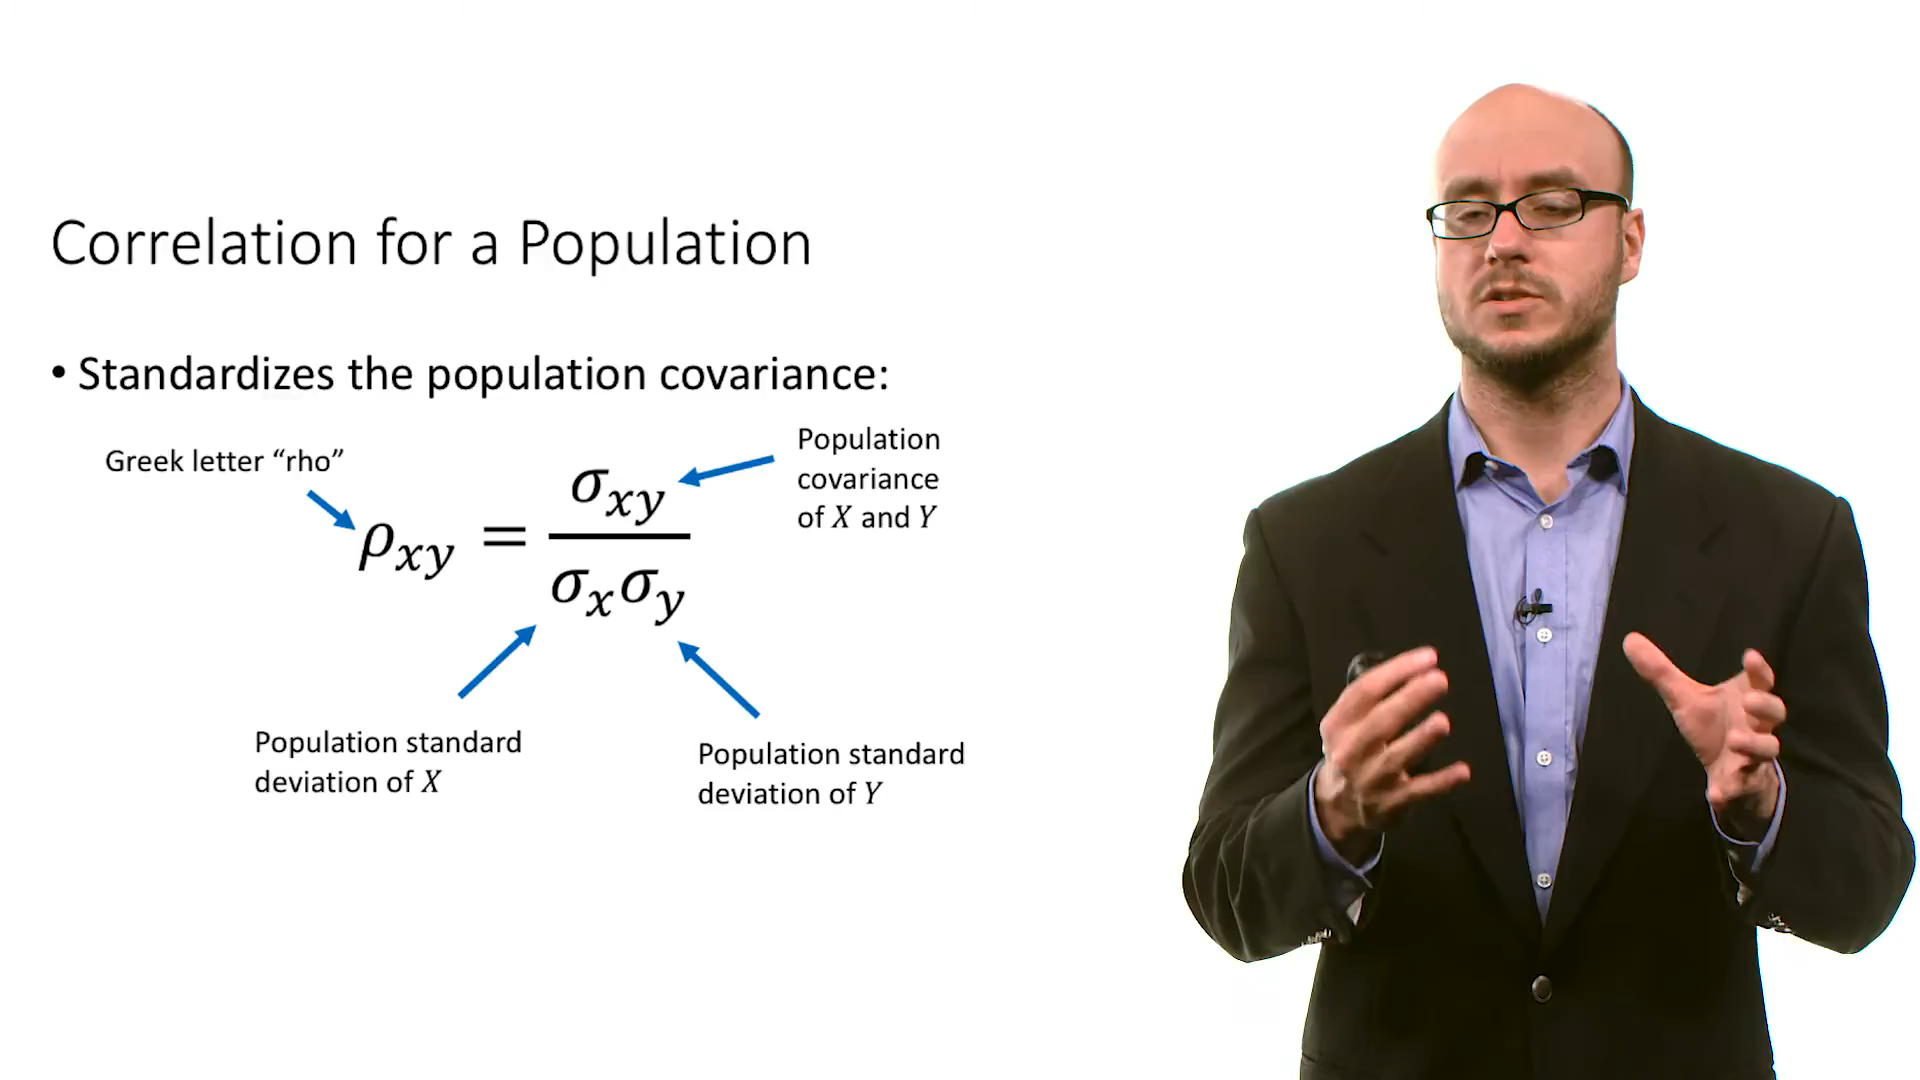 Correlation for a Population
• Standardizes the population covariance:
Greek letter “rho”
Population
covariance
of X and Y
ρxy = σxy / σxσy
Population standard
deviation of X
Population standard
deviation of Y